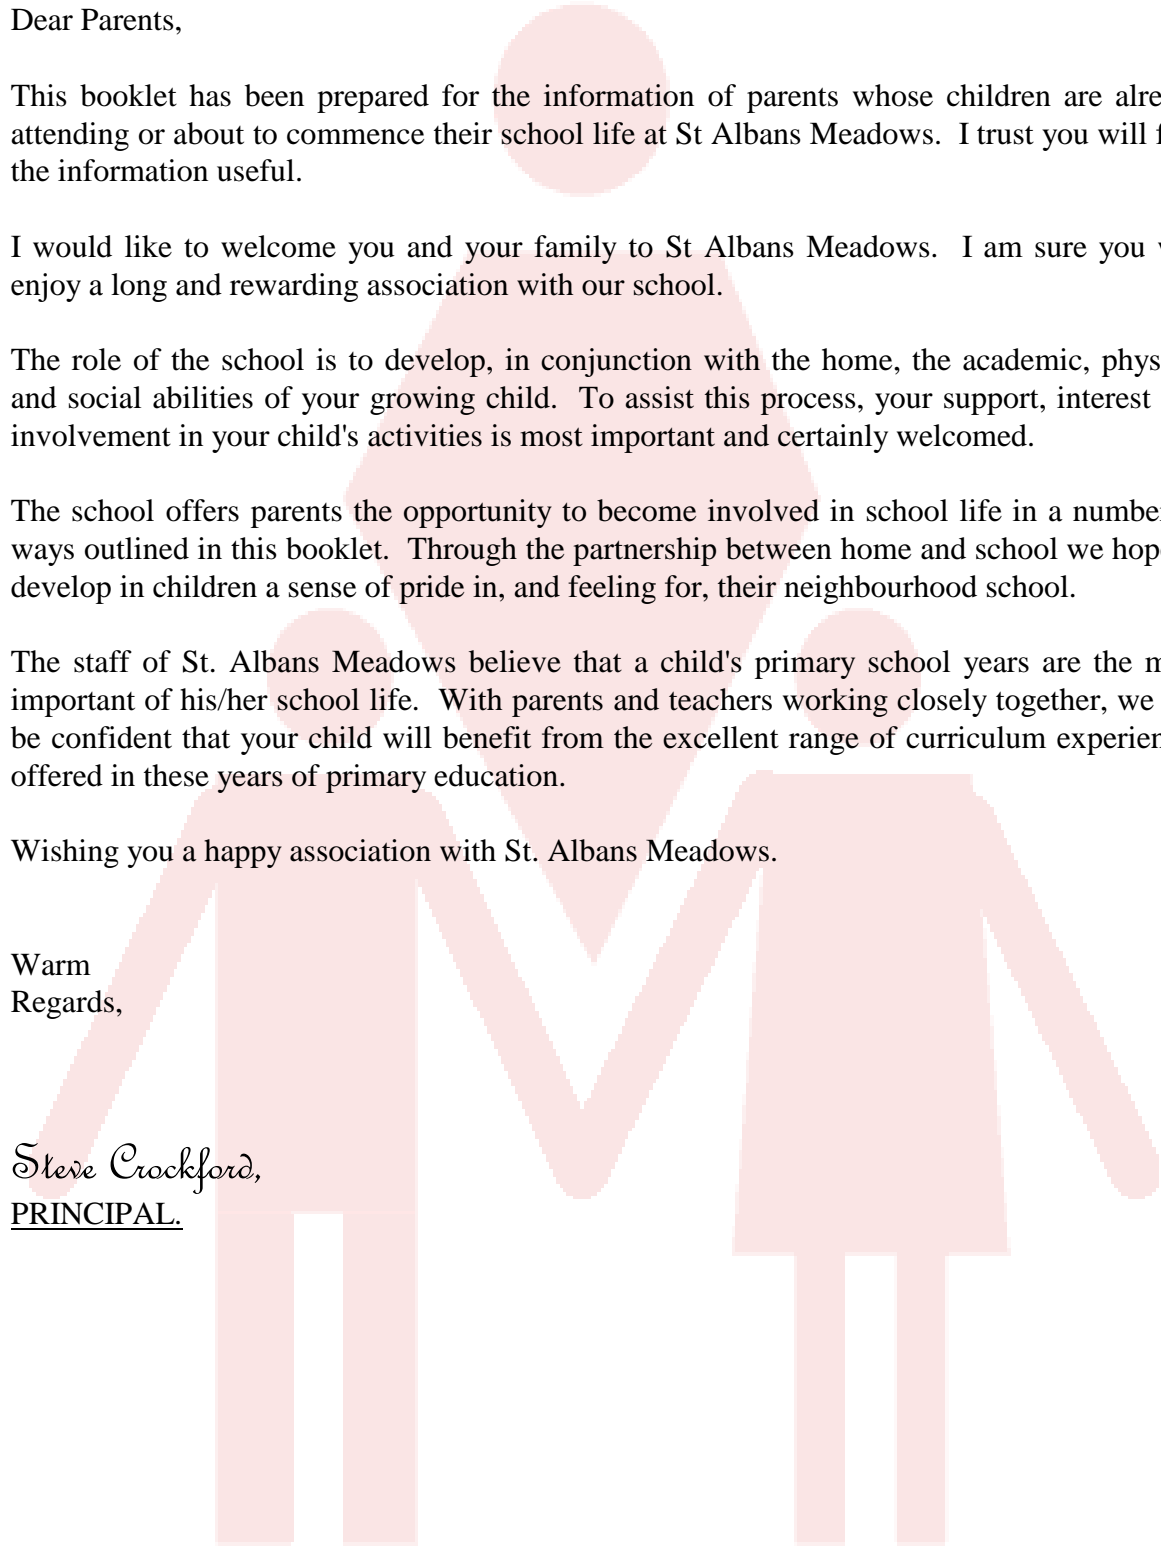 Dear Parents,
This booklet has been prepared for the information of parents whose children are alre
attending or about to commence their school life at St Albans Meadows. I trust you will f
the information useful.
I would like to welcome you and your family to St Albans Meadows. I am sure you w
enjoy a long and rewarding association with our school.
The role of the school is to develop, in conjunction with the home, the academic, phys
and social abilities of your growing child. To assist this process, your support, interest
involvement in your child's activities is most important and certainly welcomed.
The school offers parents the opportunity to become involved in school life in a number
ways outlined in this booklet. Through the partnership between home and school we hope
develop in children a sense of pride in, and feeling for, their neighbourhood school.
The staff of St. Albans Meadows believe that a child's primary school years are the m
important of his/her school life. With parents and teachers working closely together, we
be confident that your child will benefit from the excellent range of curriculum experien
offered in these years of primary education.
Wishing you a happy association with St. Albans Meadows.
Warm
Regards,
Steve Crockford,
PRINCIPAL.